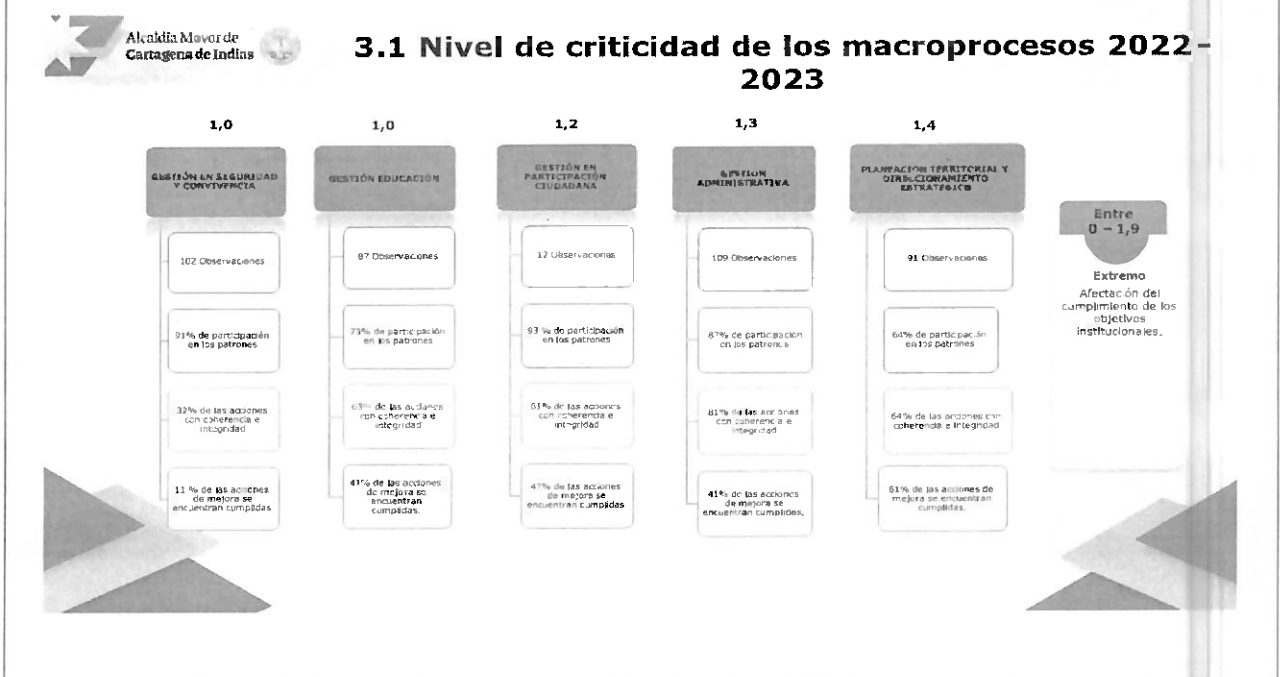 Alcaldía Mayor de
Cartagena de Indias
3.1 Nivel de criticidad de los macroprocesos 2022-
2023
1,0
GESTIÓN EN SEGURIDAD
Y CONVIVENCIA
102 Observaciones
91% de participación
en los patrones
32% de las acciones
con coherencia e
integridad
11 % de las acciones
de mejora se
encuentran cumplidas
1,0
GESTIÓN EDUCACIÓN
87 Observaciones
73% de participación
en los patrones
63% de las acciones
con coherencia e
integridad
41% de las acciones
de mejora se
encuentran
cumplidas.
1,2
GESTIÓN EN
PARTICIPACIÓN
CIUDADANA
12 Observaciones
93 % de participación
en los patrones
61% de las acciones
con coherencia e
integridad
47% de las acciones
de mejora se
encuentran cumplidas
1,3
GESTIÓN
ADMINISTRATIVA
109 Observaciones
87% de participación
en los patrones
81% de las acciones
con coherencia e
integridad
41% de las acciones
de mejora se
encuentran cumplidas.
1,4
PLANEACIÓN TERRITORIAL Y
DIRECCIONAMIENTO
ESTRATÉGICO
91 Observaciones
64% de participación
en los patrones
64% de las acciones con
coherencia e integridad
61% de las acciones de
mejora se encuentran
cumplidas.
Entre
0 – 1,9
Extremo
Afectación del
cumplimiento de los
objetivos
institucionales.